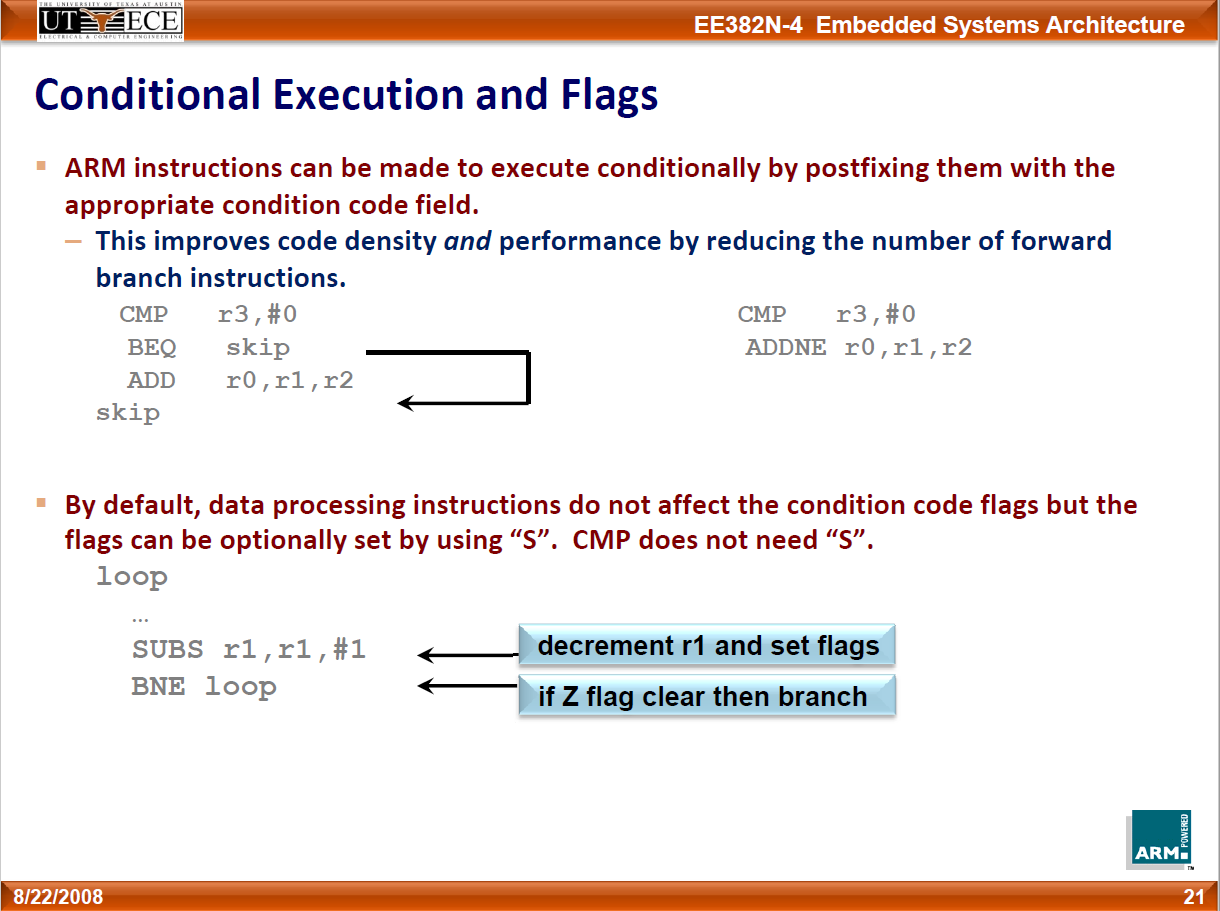 THE UNIVERSITY OF TEXAS AT AUSTIN
UT ECE
ELECTRICAL & COMPUTER ENGINEERING
EE382N-4 Embedded Systems Architecture
Conditional Execution and Flags
ARM instructions can be made to execute conditionally by postfixing them with the
appropriate condition code field.
– This improves code density and performance by reducing the number of forward
branch instructions.
CMP r3,#0
BEQ skip
ADD r0,r1,r2
skip
CMP r3,#0
ADDNE r0,r1,r2
By default, data processing instructions do not affect the condition code flags but the
flags can be optionally set by using “S”. CMP does not need “S”.
loop
…
SUBS r1,r1,#1
decrement r1 and set flags
BNE loop
if Z flag clear then branch
ARM POWERED
TM
8/22/2008
21